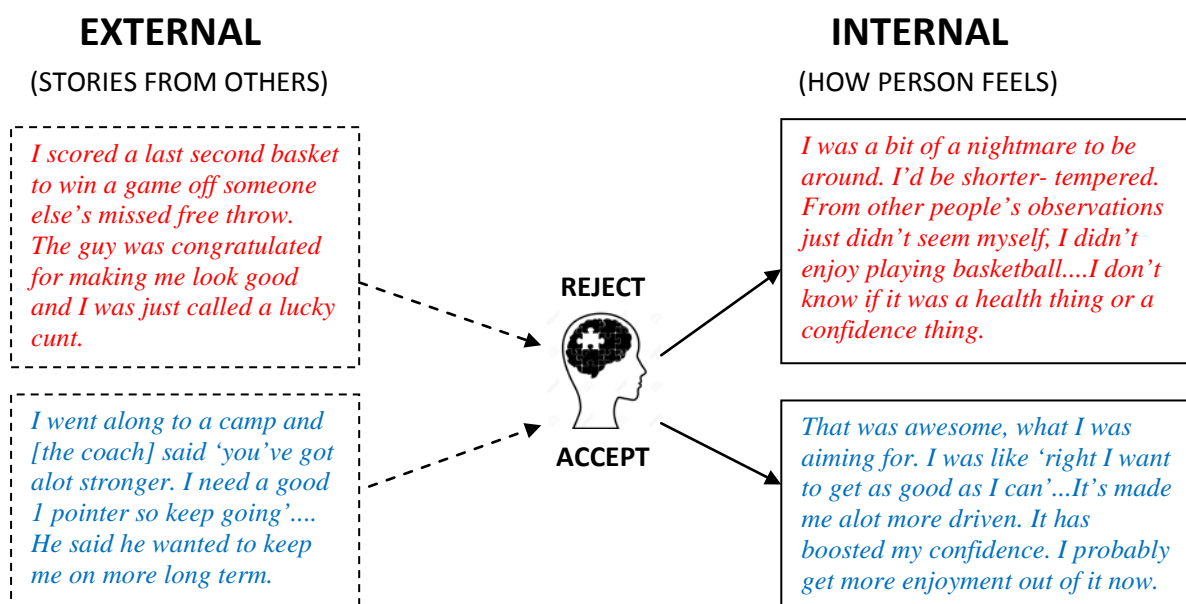 EXTERNAL
(STORIES FROM OTHERS)
I scored a last second basket
to win a game off someone
else's missed free throw.
The guy was congratulated
for making me look good
and I was just called a lucky
cunt.
I went along to a camp and
[the coach] said ‘you’ve got
alot stronger. I need a good
1 pointer so keep going’....
He said he wanted to keep
me on more long term.
REJECT
ACCEPT
INTERNAL
(HOW PERSON FEELS)
I was a bit of a nightmare to be
around. I’d be shorter- tempered.
From other people’s observations
just didn’t seem myself, I didn’t
enjoy playing basketball....I don’t
know if it was a health thing or a
confidence thing.
That was awesome, what I was
aiming for. I was like ‘right I want
to get as good as I can’...It’s made
me alot more driven. It has
boosted my confidence. I probably
get more enjoyment out of it now.